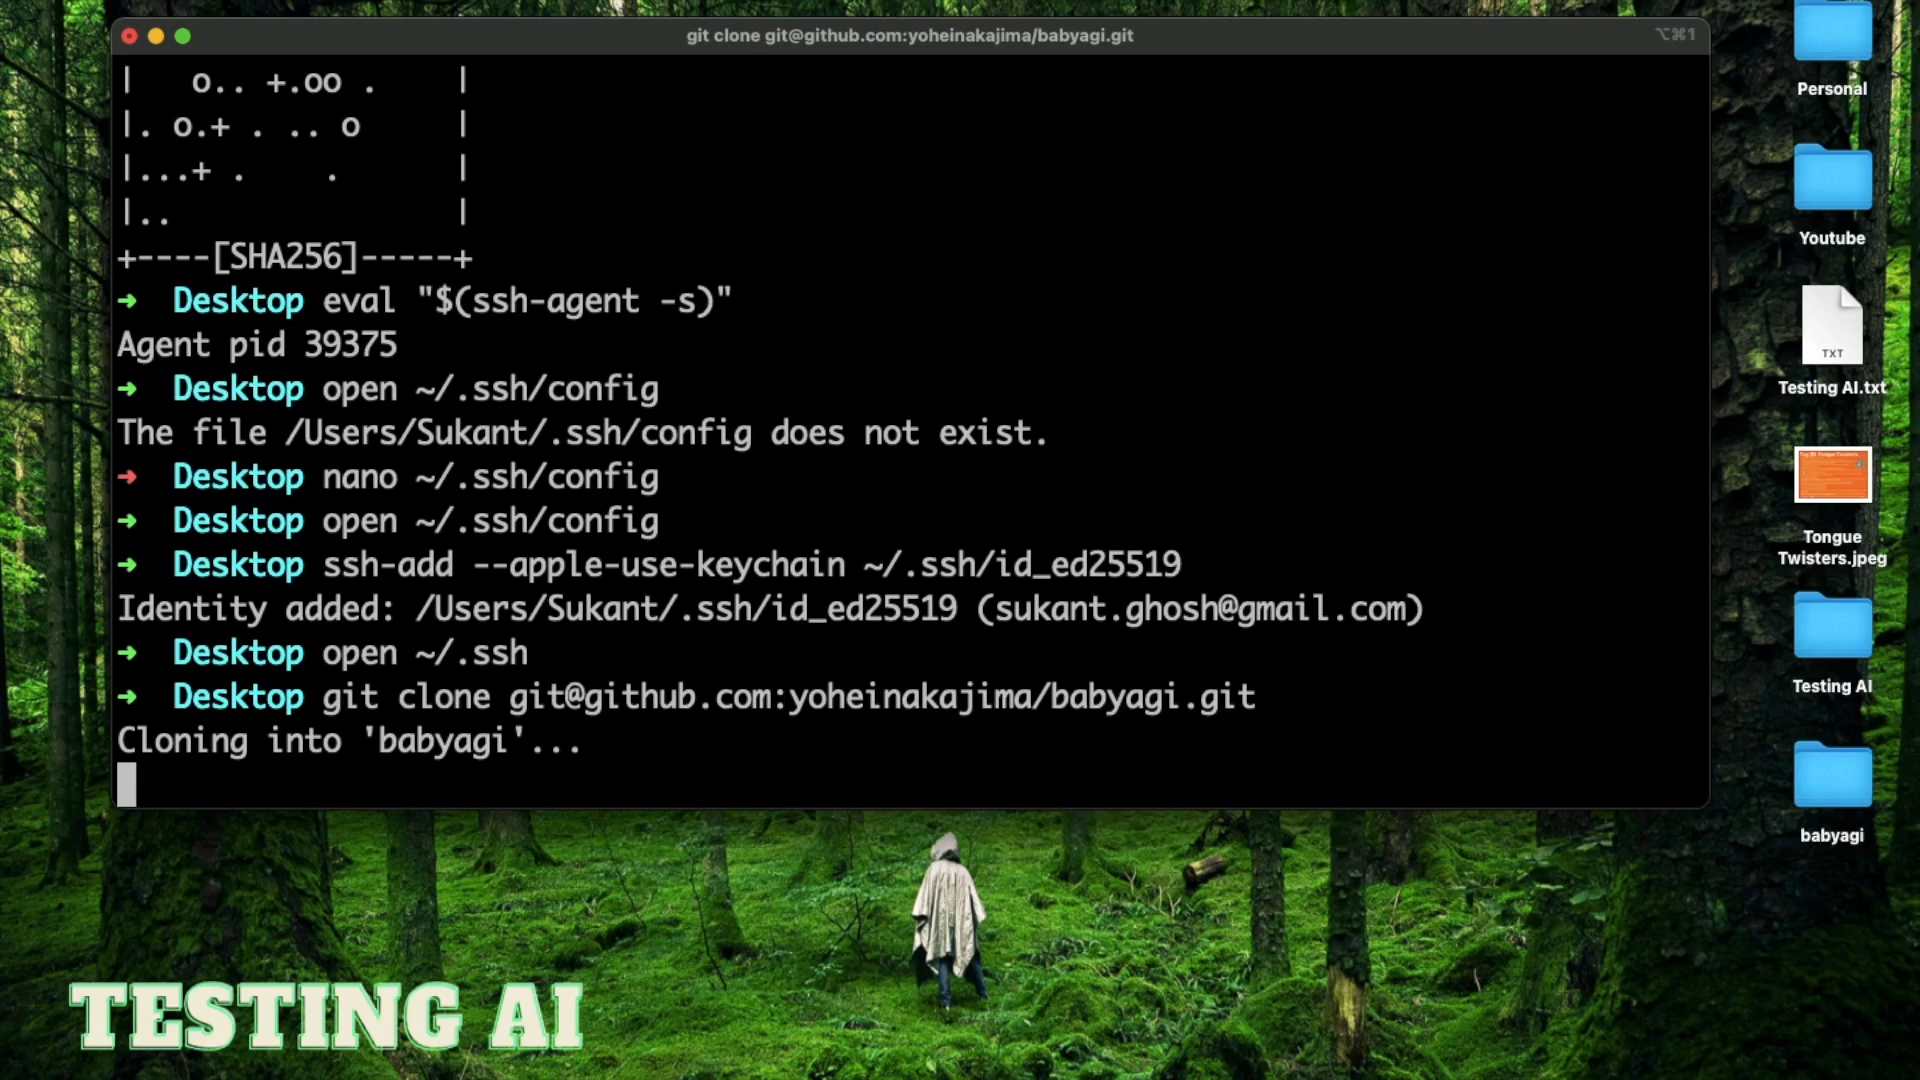 git clone git@github.com:yoheinakajima/babyagi.git
⌥⌘1
|   o.. +.oo .    |
|. o.+ . .. o     |
|...+ .    .      |
|..               |
+----[SHA256]-----+
➜  Desktop eval "$(ssh-agent -s)"
Agent pid 39375
➜  Desktop open ~/.ssh/config
The file /Users/Sukant/.ssh/config does not exist.
➜  Desktop nano ~/.ssh/config
➜  Desktop open ~/.ssh/config
➜  Desktop ssh-add --apple-use-keychain ~/.ssh/id_ed25519
Identity added: /Users/Sukant/.ssh/id_ed25519 (sukant.ghosh@gmail.com)
➜  Desktop open ~/.ssh
➜  Desktop git clone git@github.com:yoheinakajima/babyagi.git
Cloning into 'babyagi'...
Personal
Youtube
TXT
Testing AI.txt
Tongue
Twisters.jpeg
Testing AI
babyagi
TESTING AI